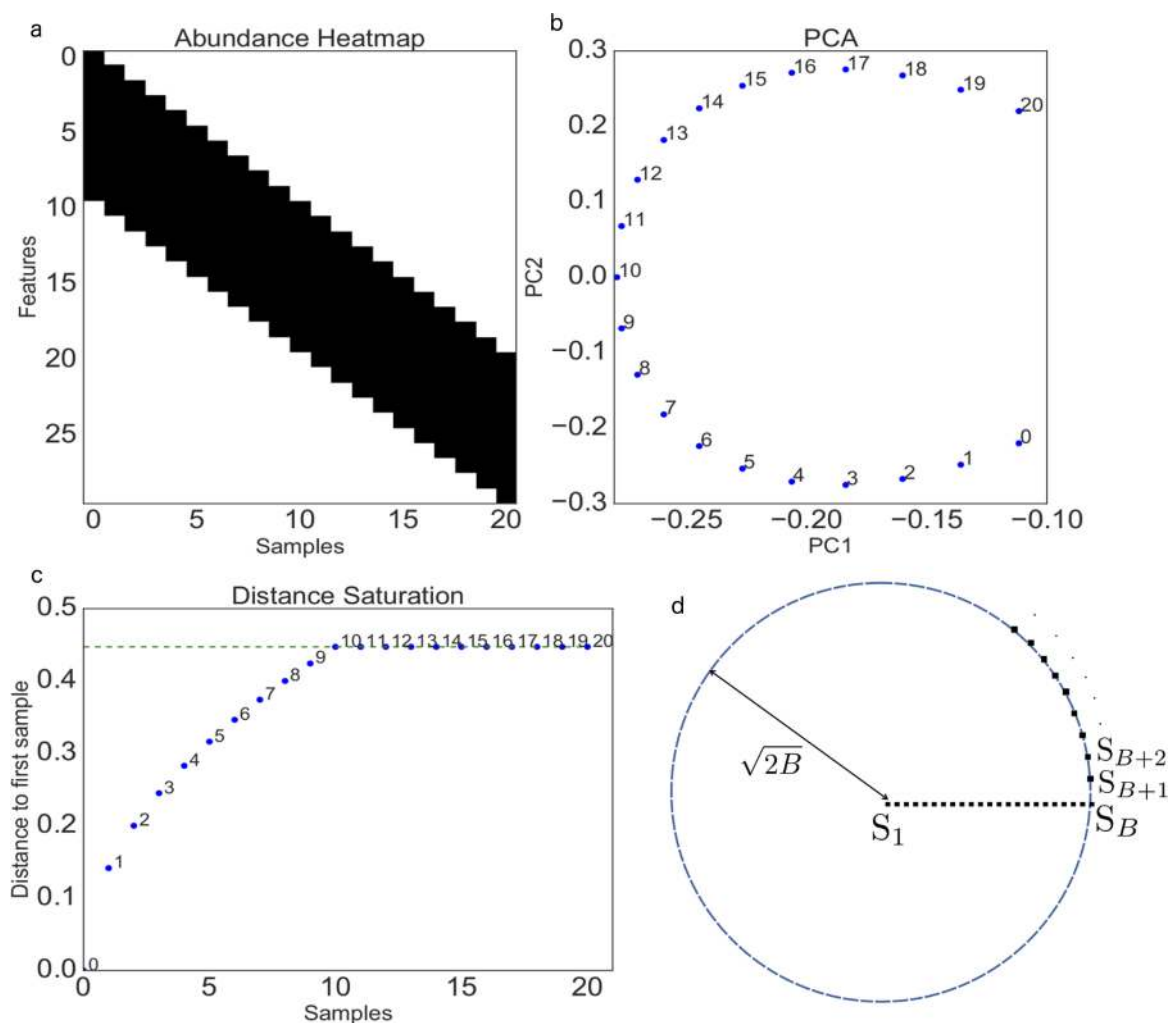 a
Abundance Heatmap
0
5
10
15
20
25
Features
0 5 10 15 20
Samples
b
PCA
0.3
0.2
0.1
0.0
−0.1
−0.2
−0.3
PC2
15 16 17 18
14 19
13 20
12
11
10
9
8
7 0
6 1
5 4 3 2
−0.25 −0.20 −0.15 −0.10
PC1
c
Distance Saturation
0.5
0.4
0.3
0.2
0.1
0.0
Distance to first sample
0 1 2 3 4 5 6 7 8 9 10 11 12 13 14 15 16 17 18 19 20
5 10 15 20
Samples
d
√2B
S_{B+2}
S_{B+1}
S_1 S_B